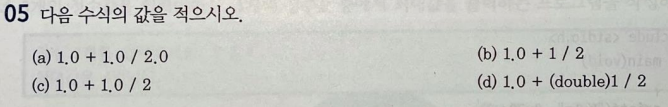 05 다음 수식의 값을 적으시오.
(a) 1.0 + 1.0 / 2.0
(b) 1.0 + 1 / 2
(c) 1.0 + 1.0 / 2
(d) 1.0 + (double)1 / 2